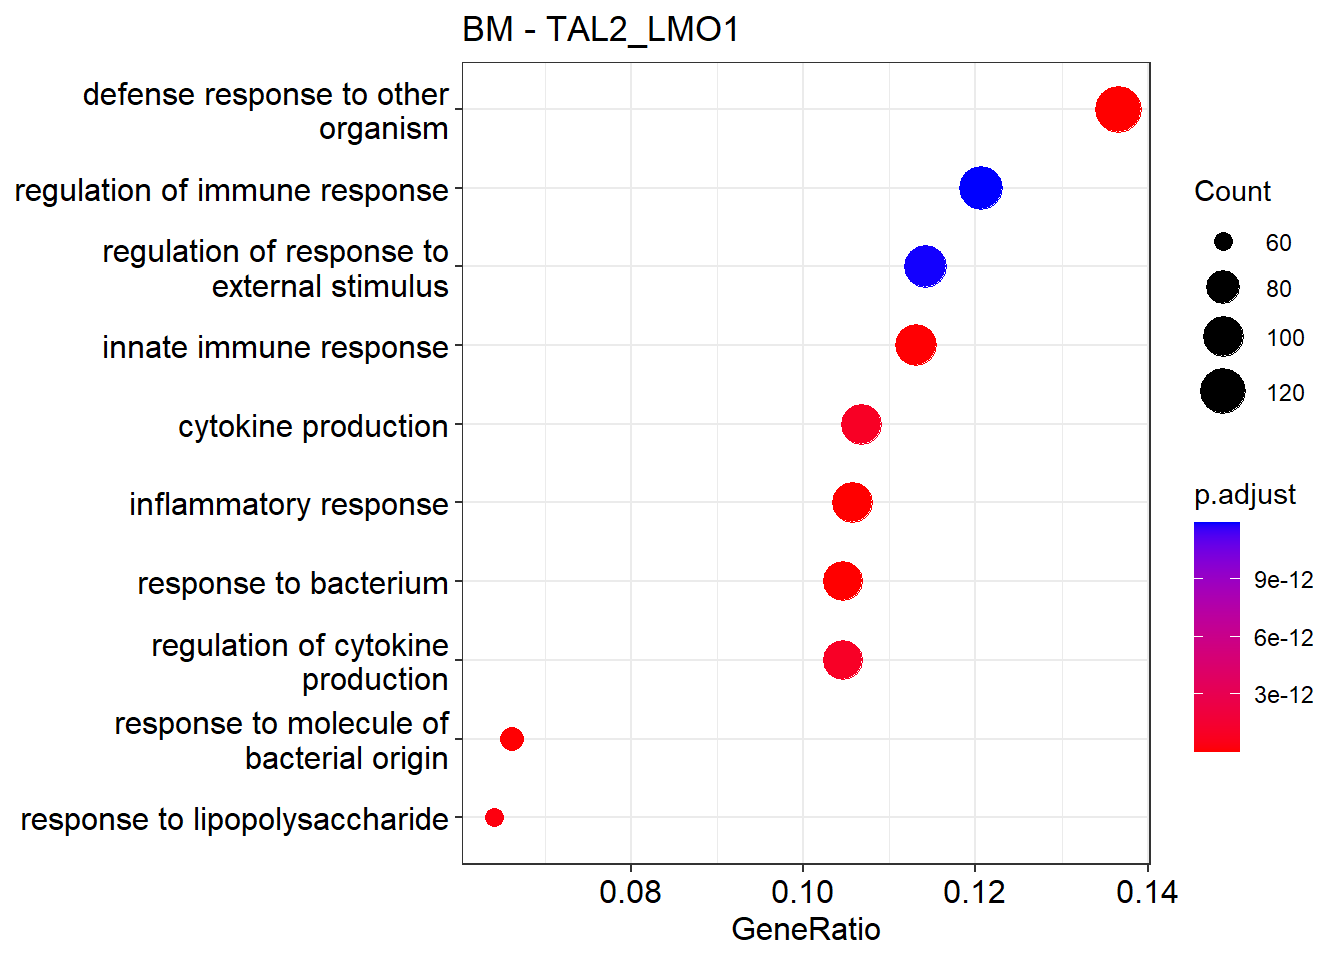 BM - TAL2_LMO1
defense response to other
organism
regulation of immune response
regulation of response to
external stimulus
innate immune response
cytokine production
inflammatory response
response to bacterium
regulation of cytokine
production
response to molecule of
bacterial origin
response to lipopolysaccharide
0.08
0.10
0.12
0.14
GeneRatio
Count
60
80
100
120
p.adjust
9e-12
6e-12
3e-12